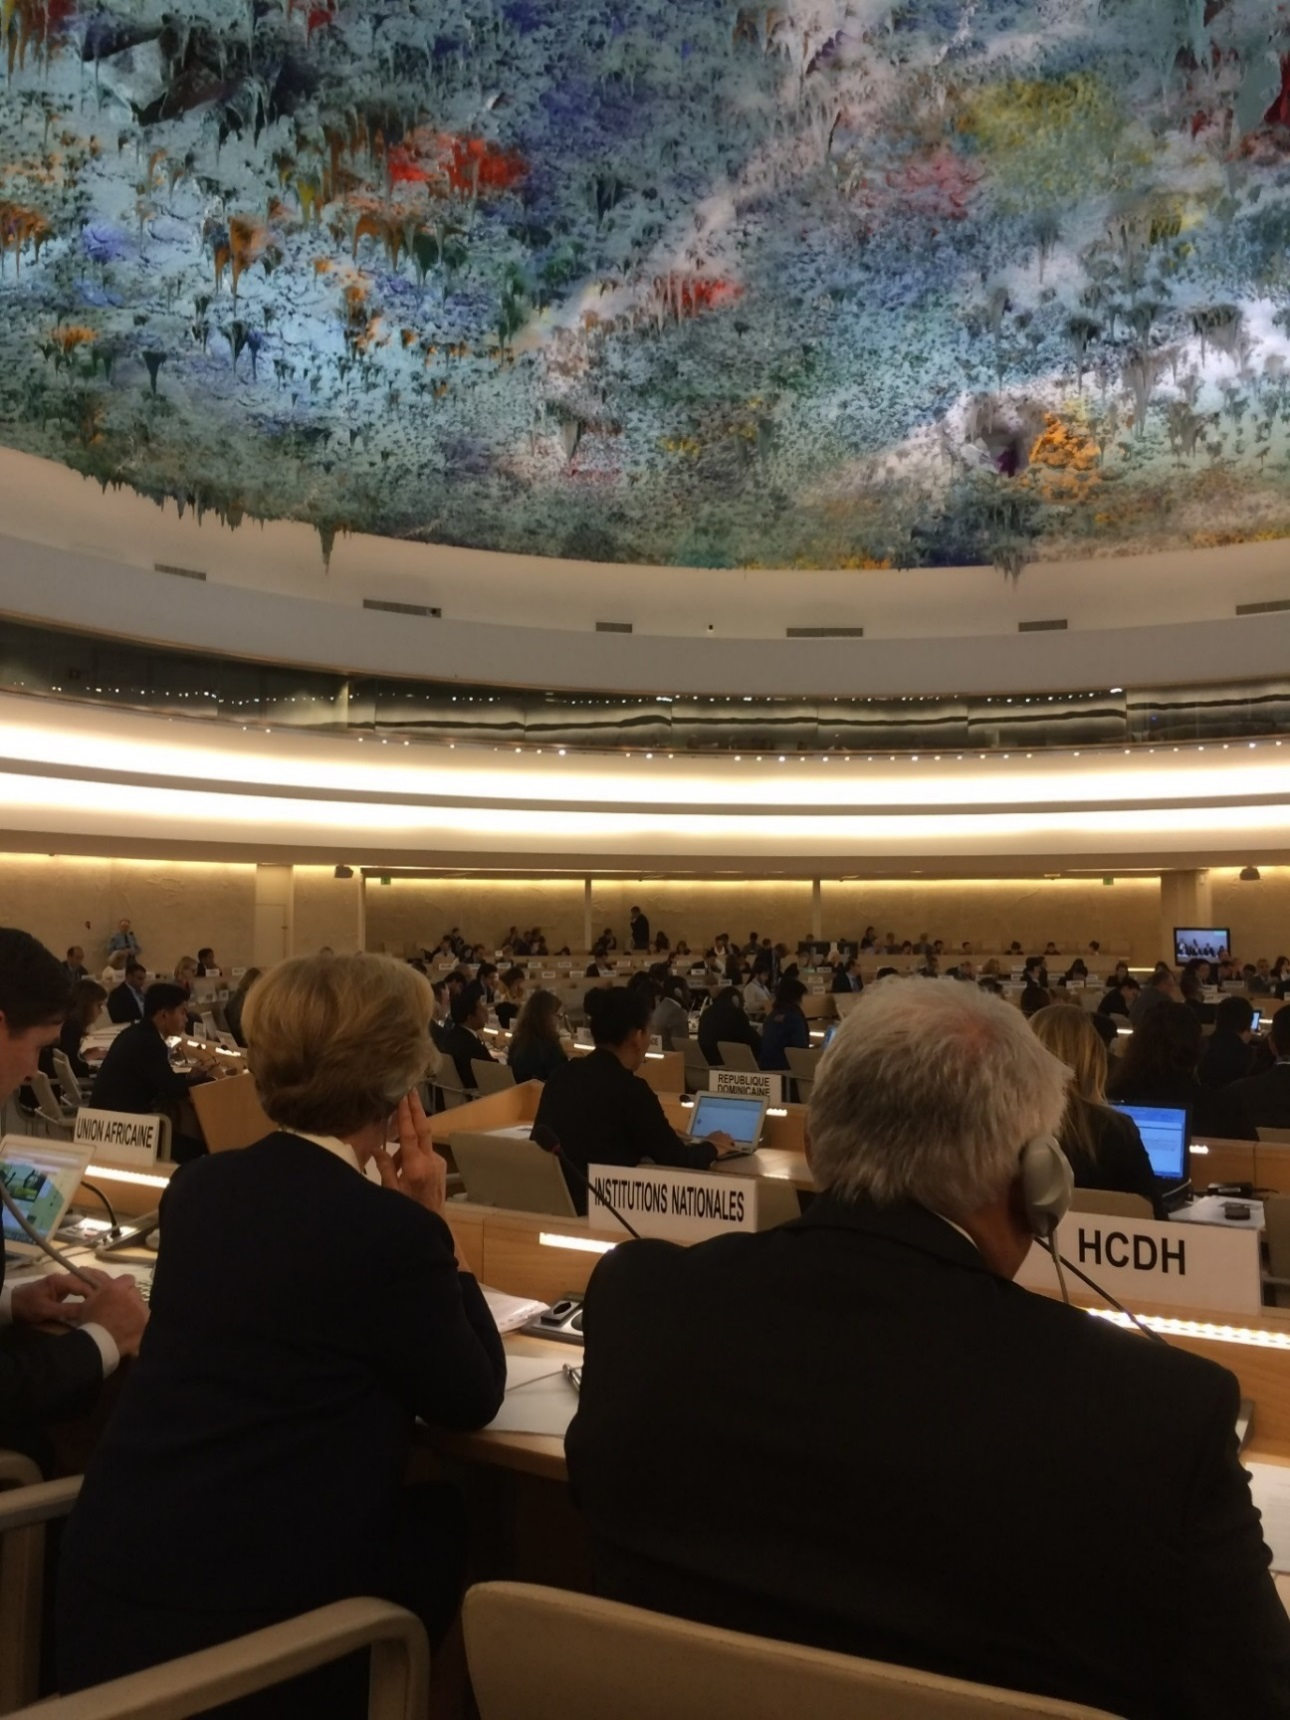 REPUBLIQUE
DOMINICAINE
UNION AFRICAINE
INSTITUTIONS NATIONALES
HCDH